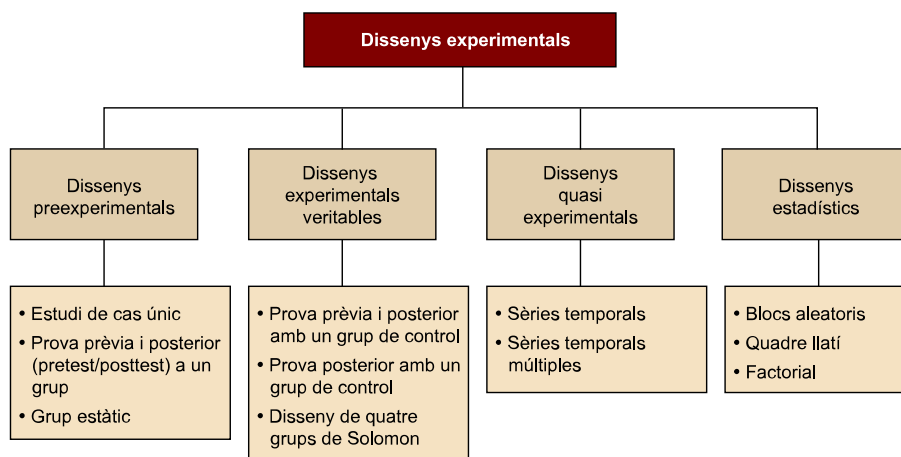 Dissenys experimentals
Dissenys
preexperimentals
Dissenys
experimentals
veritables
Dissenys
quasi
experimentals
Dissenys
estadístics
• Estudi de cas únic
• Prova prèvia i posterior
(pretest/posttest) a un
grup
• Grup estàtic
• Prova prèvia i posterior
amb un grup de control
• Prova posterior amb un
grup de control
• Disseny de quatre
grups de Solomon
• Sèries temporals
• Sèries temporals
múltiples
• Blocs aleatoris
• Quadre llatí
• Factorial